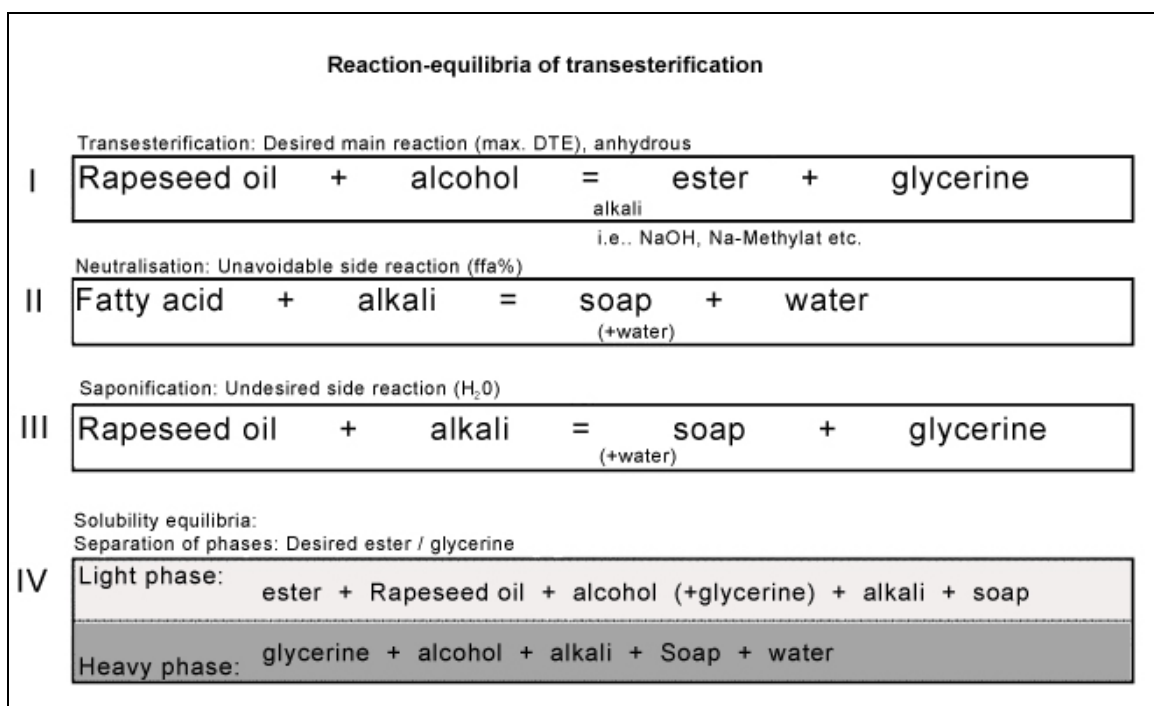 Reaction-equilibria of transesterification
Transesterification: Desired main reaction (max. DTE), anhydrous
I Rapeseed oil + alcohol = ester + glycerine
alkali
i.e.. NaOH, Na-Methylat etc.
Neutralisation: Unavoidable side reaction (ffa%)
II Fatty acid + alkali = soap + water
(+water)
Saponification: Undesired side reaction (H₂0)
III Rapeseed oil + alkali = soap + glycerine
(+water)
Solubility equilibria:
Separation of phases: Desired ester / glycerine
IV Light phase:
ester + Rapeseed oil + alcohol (+glycerine) + alkali + soap
Heavy phase: glycerine + alcohol + alkali + Soap + water